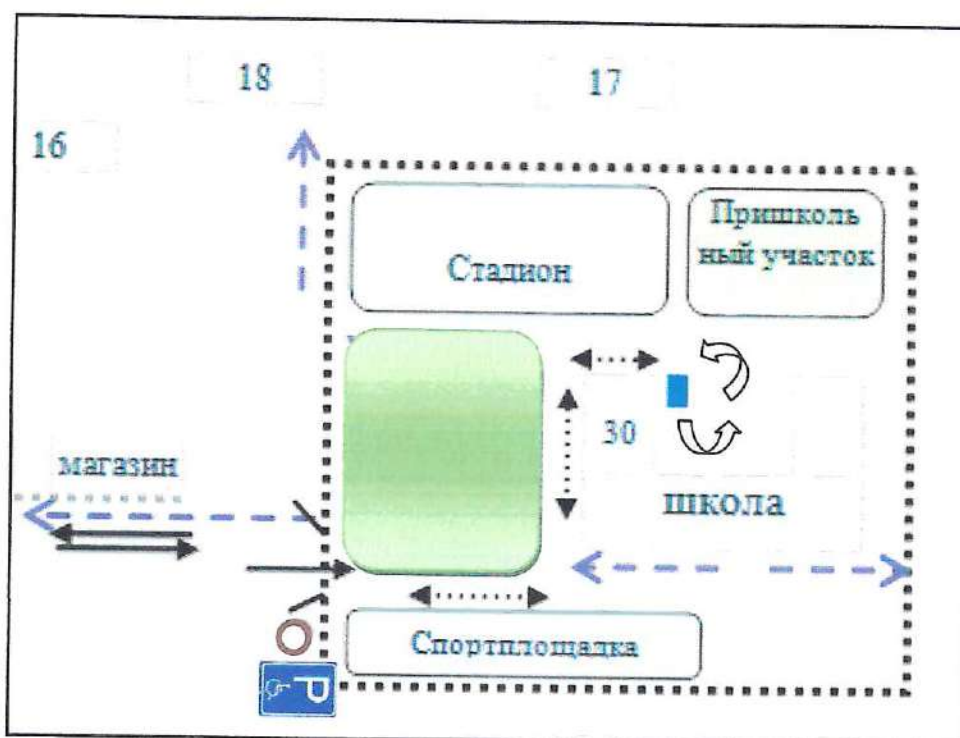 18
17
16
Стадион
Пришколь
ный участок
30
магазин
школа
Спортплощадка
P